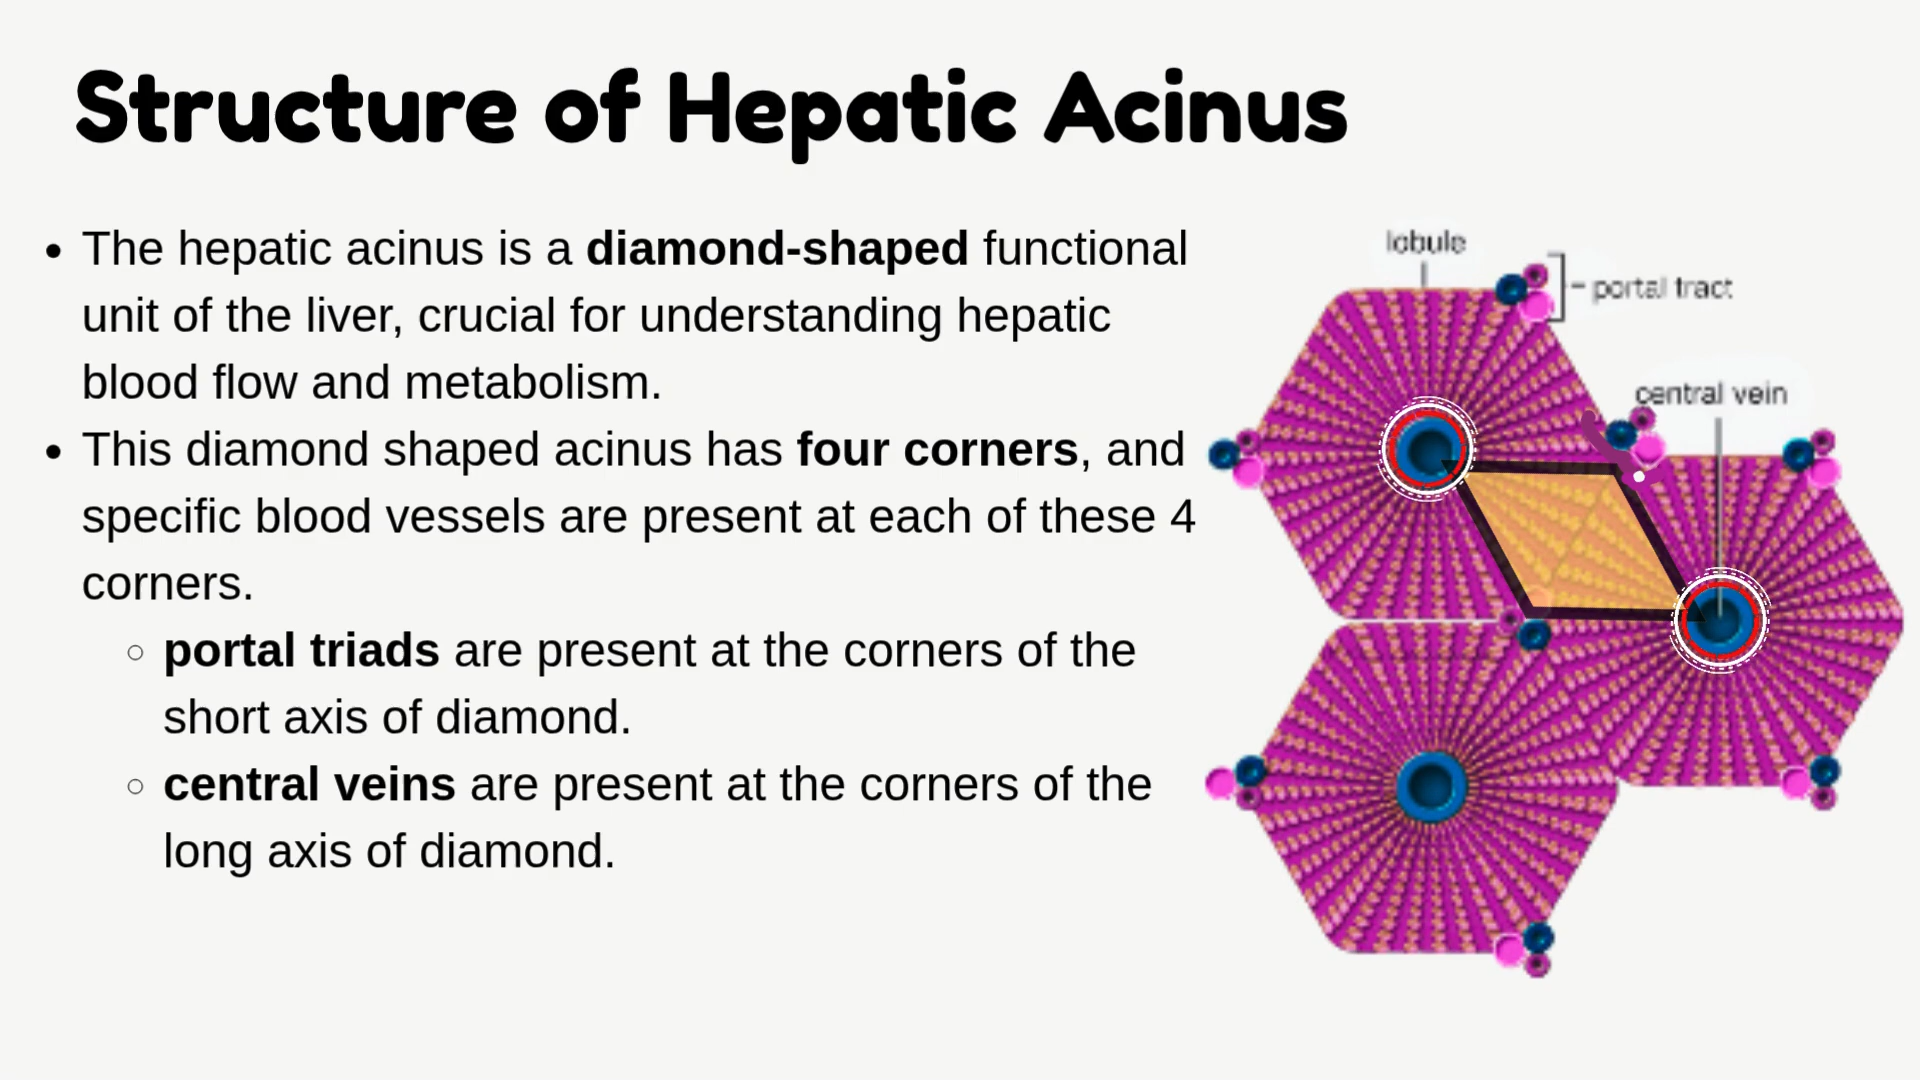 Structure of Hepatic Acinus
• The hepatic acinus is a diamond-shaped functional
unit of the liver, crucial for understanding hepatic
blood flow and metabolism.
• This diamond shaped acinus has four corners, and
specific blood vessels are present at each of these 4
corners.
○ portal triads are present at the corners of the
short axis of diamond.
○ central veins are present at the corners of the
long axis of diamond.
lobule
portal tract
central vein